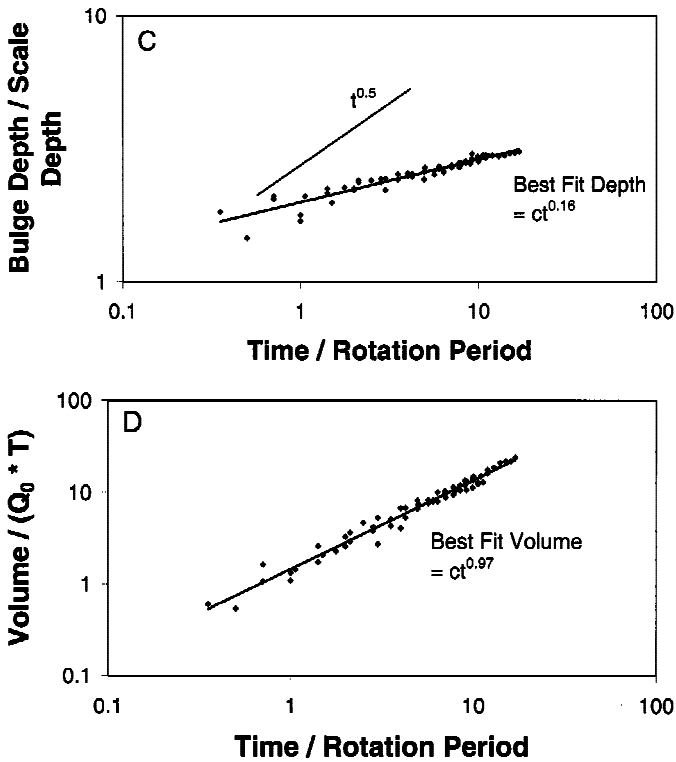 10
C
t^0.5
Bulge Depth / Scale
Depth
Best Fit Depth
= ct^0.16
1
0.1
1
10
100
Time / Rotation Period
100
D
10
Volume / (Q₀ * T)
Best Fit Volume
= ct^0.97
1
0.1
0.1
1
10
100
Time / Rotation Period